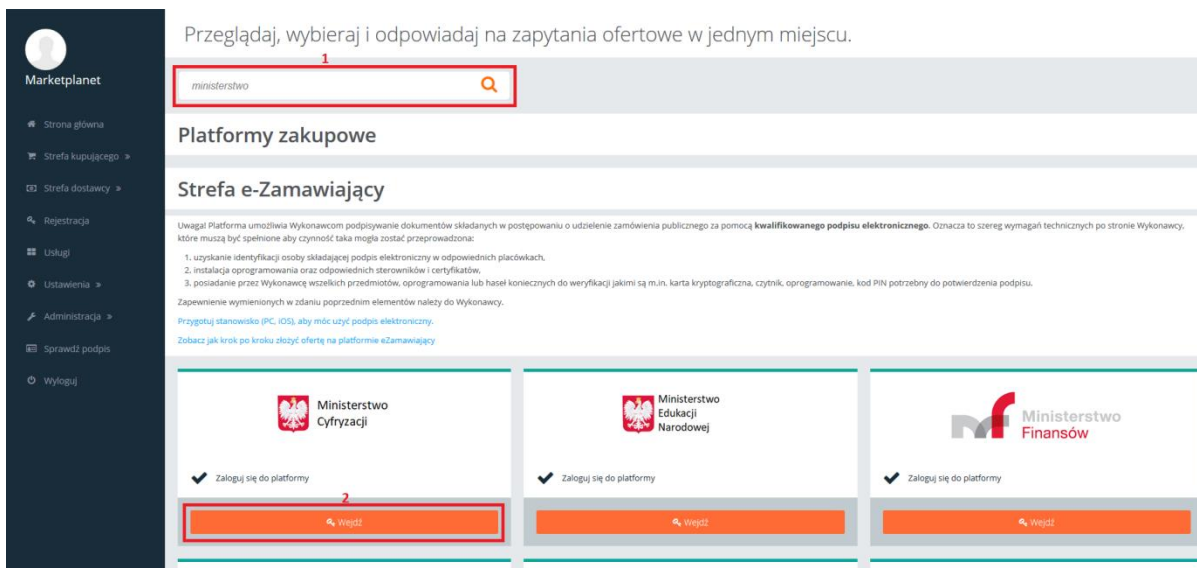 Przeglądaj, wybieraj i odpowiadaj na zapytania ofertowe w jednym miejscu.
1
Marketplanet
ministerstwo
Strona główna
Strefa kupującego »
Strefa dostawcy »
Rejestracja
Usługi
Ustawienia »
Administracja »
Sprawdź podpis
Wyloguj
Platformy zakupowe
Strefa e-Zamawiający
Uwaga! Platforma umożliwia Wykonawcom podpisywanie dokumentów składanych w postępowaniu o udzielenie zamówienia publicznego za pomocą kwalifikowanego podpisu elektronicznego. Oznacza to szereg wymagań technicznych po stronie Wykonawcy,
które muszą być spełnione aby czynność taka mogła zostać przeprowadzona:
1. uzyskanie identyfikacji osoby składającej podpis elektroniczny w odpowiednich placówkach,
2. instalacja oprogramowania oraz odpowiednich sterowników i certyfikatów,
3. posiadanie przez Wykonawcę wszelkich przedmiotów, oprogramowania lub haseł koniecznych do weryfikacji jakimi są m.in. karta kryptograficzna, czytnik, oprogramowanie, kod PIN potrzebny do potwierdzenia podpisu.
Zapewnienie wymienionych w zdaniu poprzednim elementów należy do Wykonawcy.
Przygotuj stanowisko (PC, iOS), aby móc użyć podpis elektroniczny.
Zobacz jak krok po kroku złożyć ofertę na platformie eZamawiający
Ministerstwo
Cyfryzacji
Zaloguj się do platformy
2
Wejdź
Ministerstwo
Edukacji
Narodowej
Zaloguj się do platformy
Wejdź
mf
Ministerstwo
Finansów
Zaloguj się do platformy
Wejdź